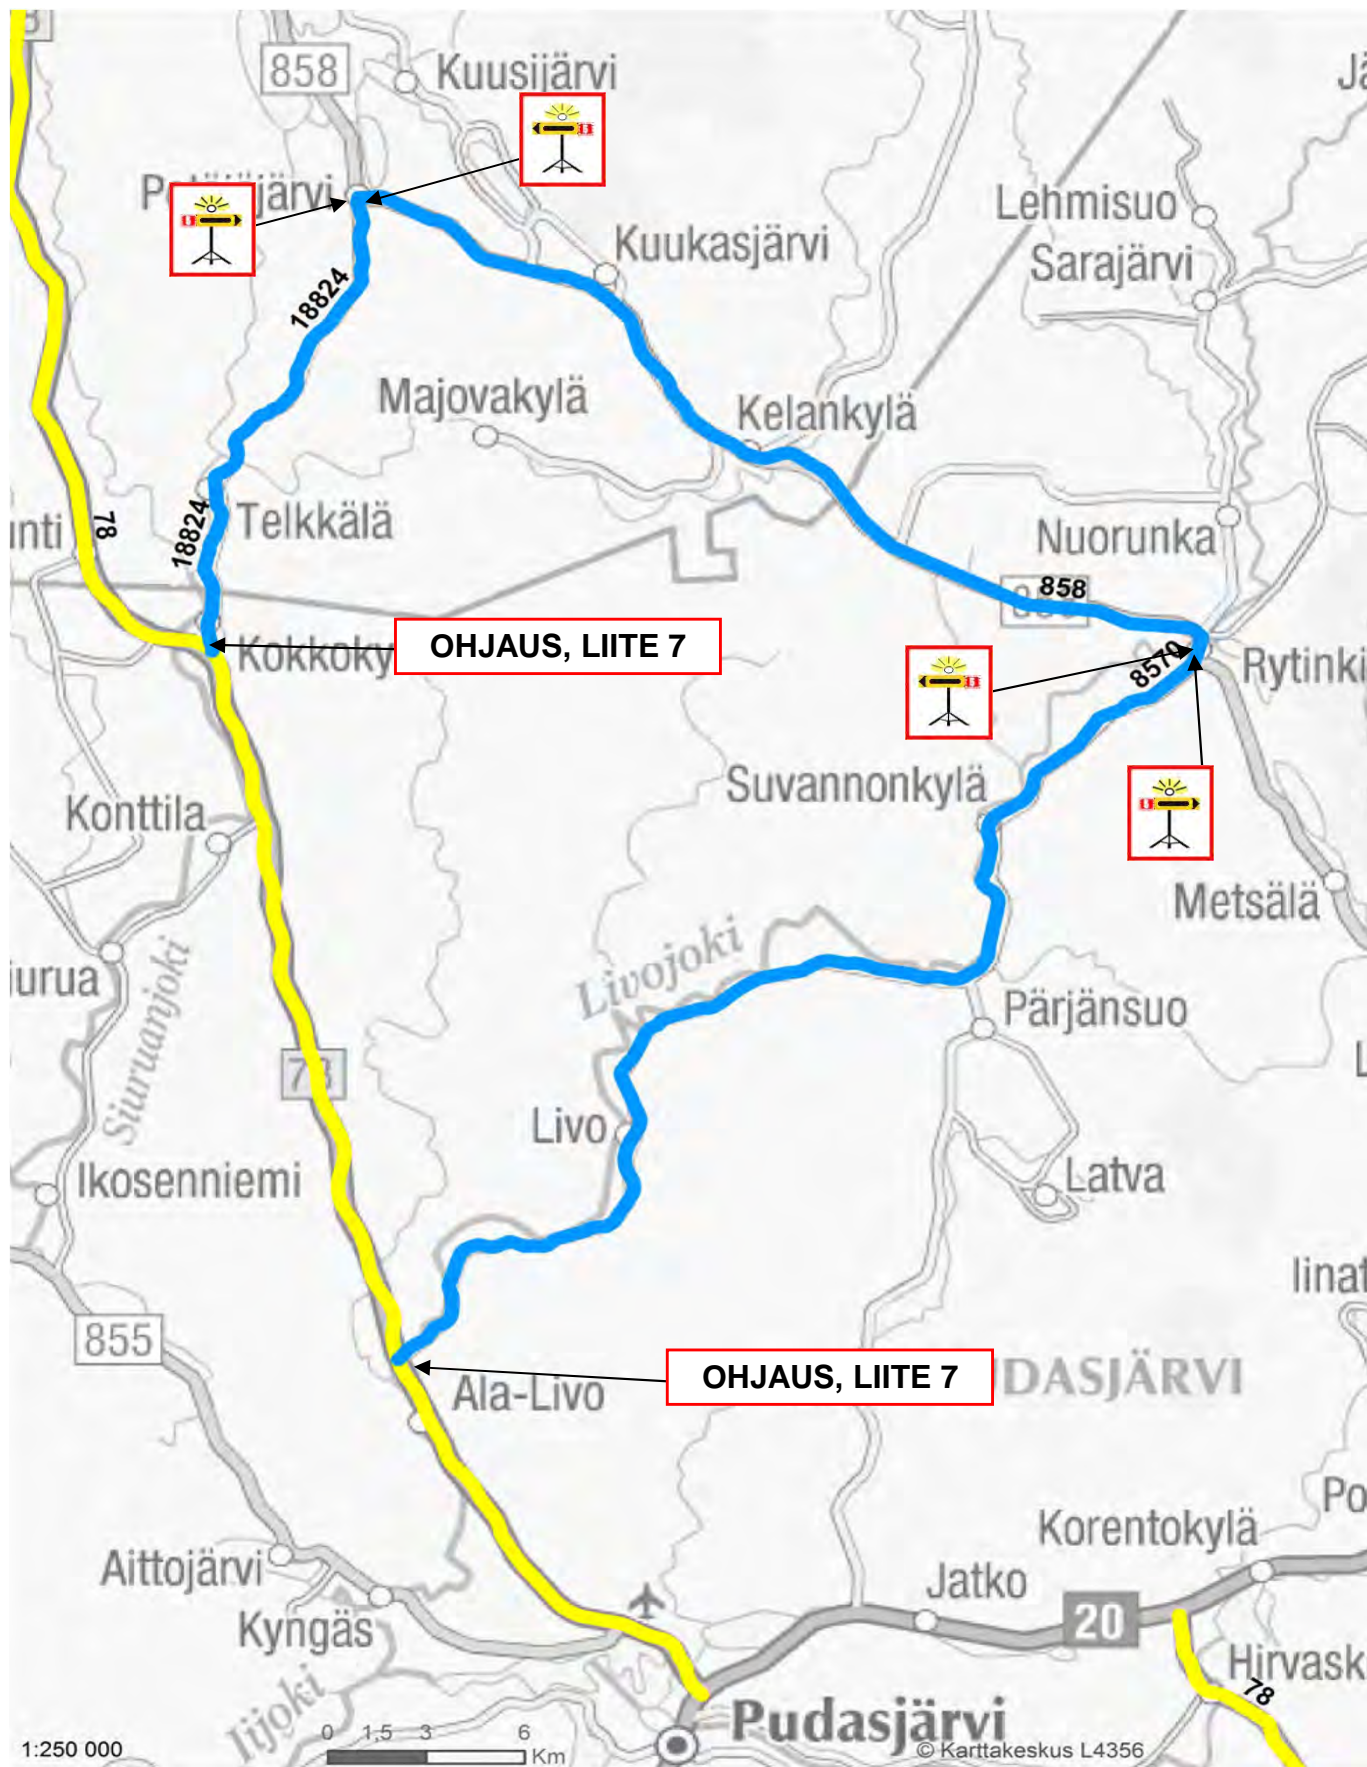 858
Kuusijärvi
Lehmisuo
Kuukasjärvi
Sarajärvi
18824
Majovakylä
Kelankylä
18824
Telkkälä
78
Nuorunka
858
OHJAUS, LIITE 7
8570
Rytinki
Suvannonkylä
Konttila
Metsälä
Livojoki
Siuruanjoki
Pärjänsuo
78
Livo
Ikosenniemi
Latva
855
OHJAUS, LIITE 7
Ala-Livo
Korentokylä
Aittojärvi
Jatko
20
Kyngäs
78
Iijoki
Pudasjärvi
1:250 000
0 1,5 3 6
Km
© Karttakeskus L4356